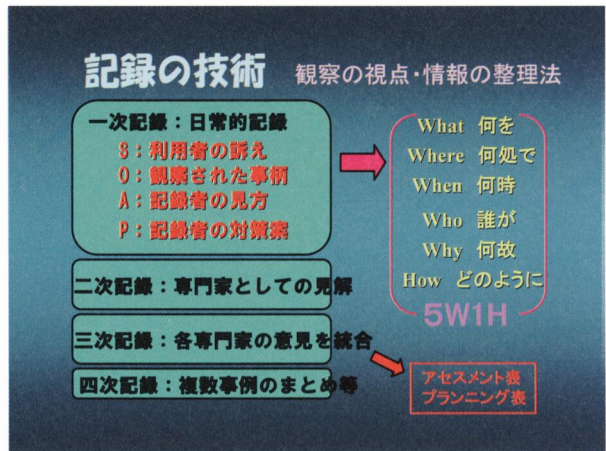 記録の技術 観察の視点・情報の整理法
一次記録：日常的記録
S：利用者の訴え
O：観察された事柄
A：記録者の見方
P：記録者の対策案
二次記録：専門家としての見解
三次記録：各専門家の意見を統合
四次記録：複数事例のまとめ等
What 何を
Where 何処で
When 何時
Who 誰が
Why 何故
How どのように
5W1H
アセスメント表
プランニング表